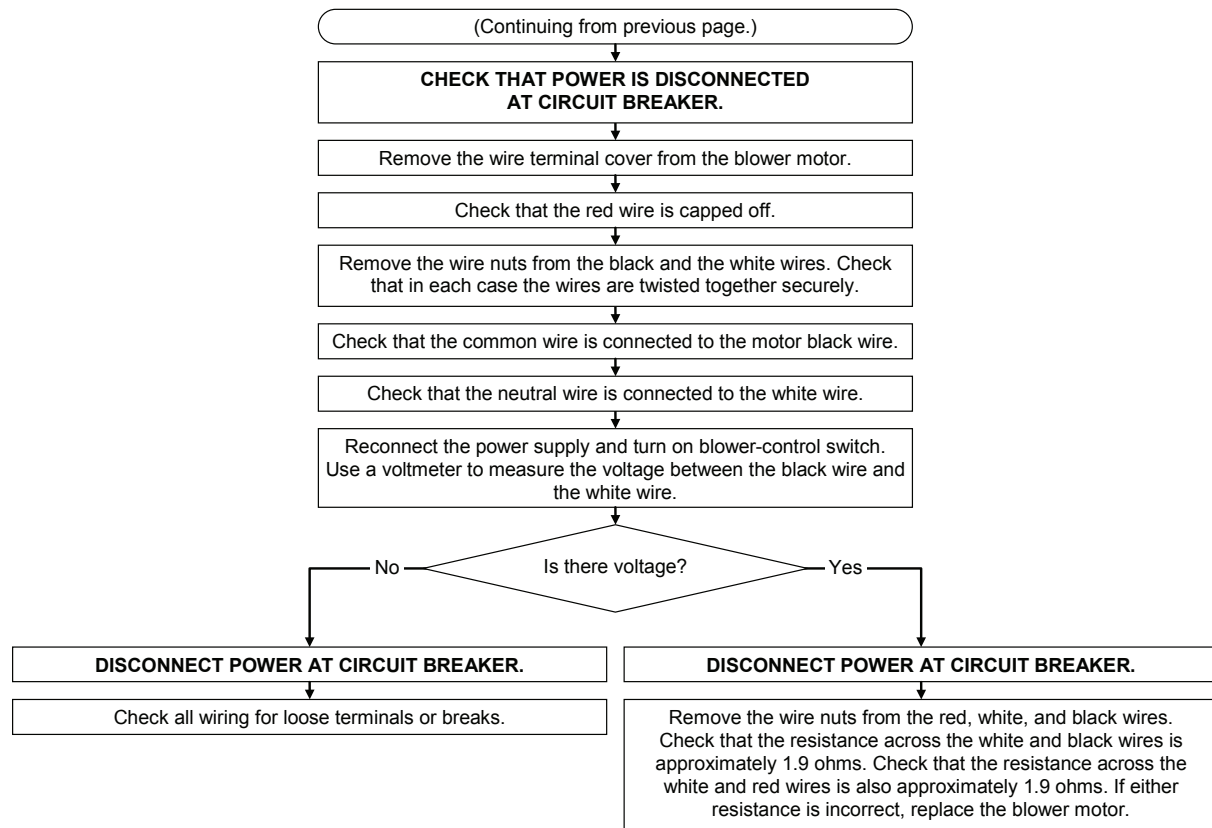 (Continuing from previous page.)
CHECK THAT POWER IS DISCONNECTED
AT CIRCUIT BREAKER.
Remove the wire terminal cover from the blower motor.
Check that the red wire is capped off.
Remove the wire nuts from the black and the white wires. Check
that in each case the wires are twisted together securely.
Check that the common wire is connected to the motor black wire.
Check that the neutral wire is connected to the white wire.
Reconnect the power supply and turn on blower-control switch.
Use a voltmeter to measure the voltage between the black wire and
the white wire.
Is there voltage?
No
Yes
DISCONNECT POWER AT CIRCUIT BREAKER.
Check all wiring for loose terminals or breaks.
DISCONNECT POWER AT CIRCUIT BREAKER.
Remove the wire nuts from the red, white, and black wires.
Check that the resistance across the white and black wires is
approximately 1.9 ohms. Check that the resistance across the
white and red wires is also approximately 1.9 ohms. If either
resistance is incorrect, replace the blower motor.